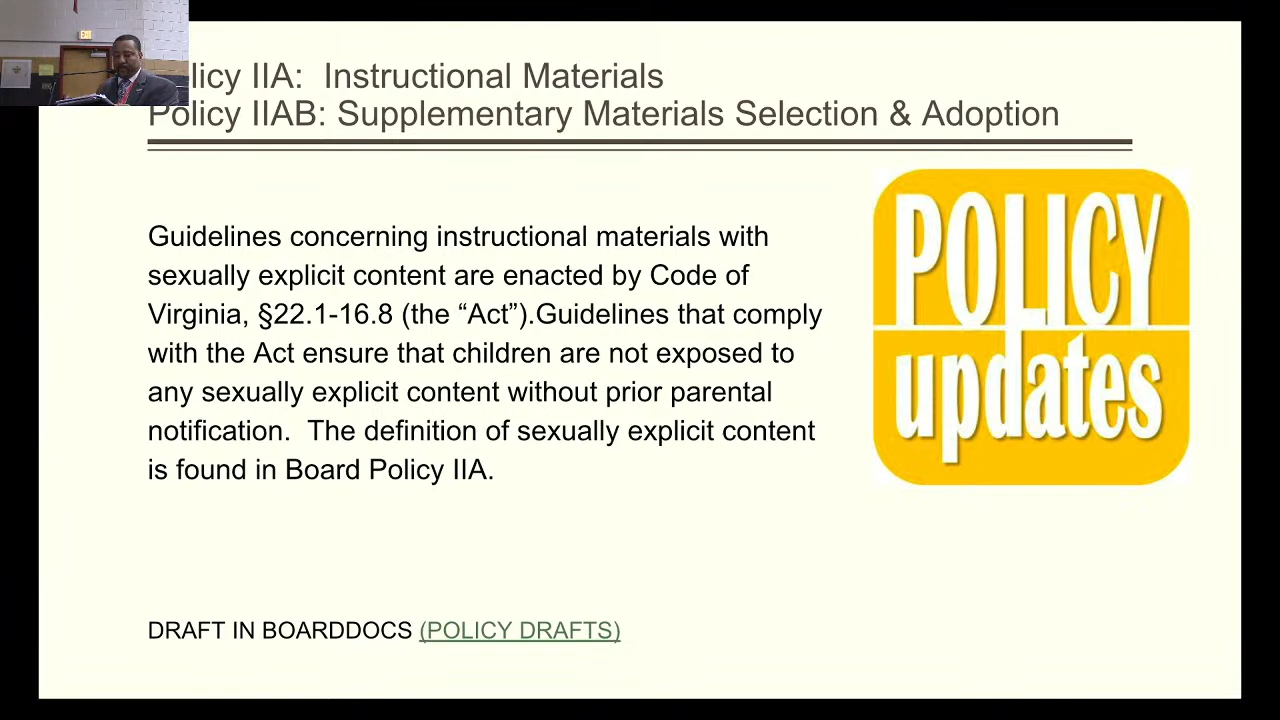 licy IIA:  Instructional Materials
Policy IIAB: Supplementary Materials Selection & Adoption
Guidelines concerning instructional materials with
sexually explicit content are enacted by Code of
Virginia, §22.1-16.8 (the “Act”).Guidelines that comply
with the Act ensure that children are not exposed to
any sexually explicit content without prior parental
notification.  The definition of sexually explicit content
is found in Board Policy IIA.
POLICY
updates
DRAFT IN BOARDDOCS (POLICY DRAFTS)